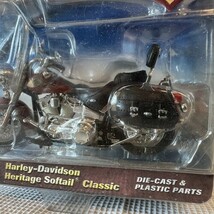 Harley-Davidson
Heritage Softail Classic
DIE-CAST &
PLASTIC PARTS